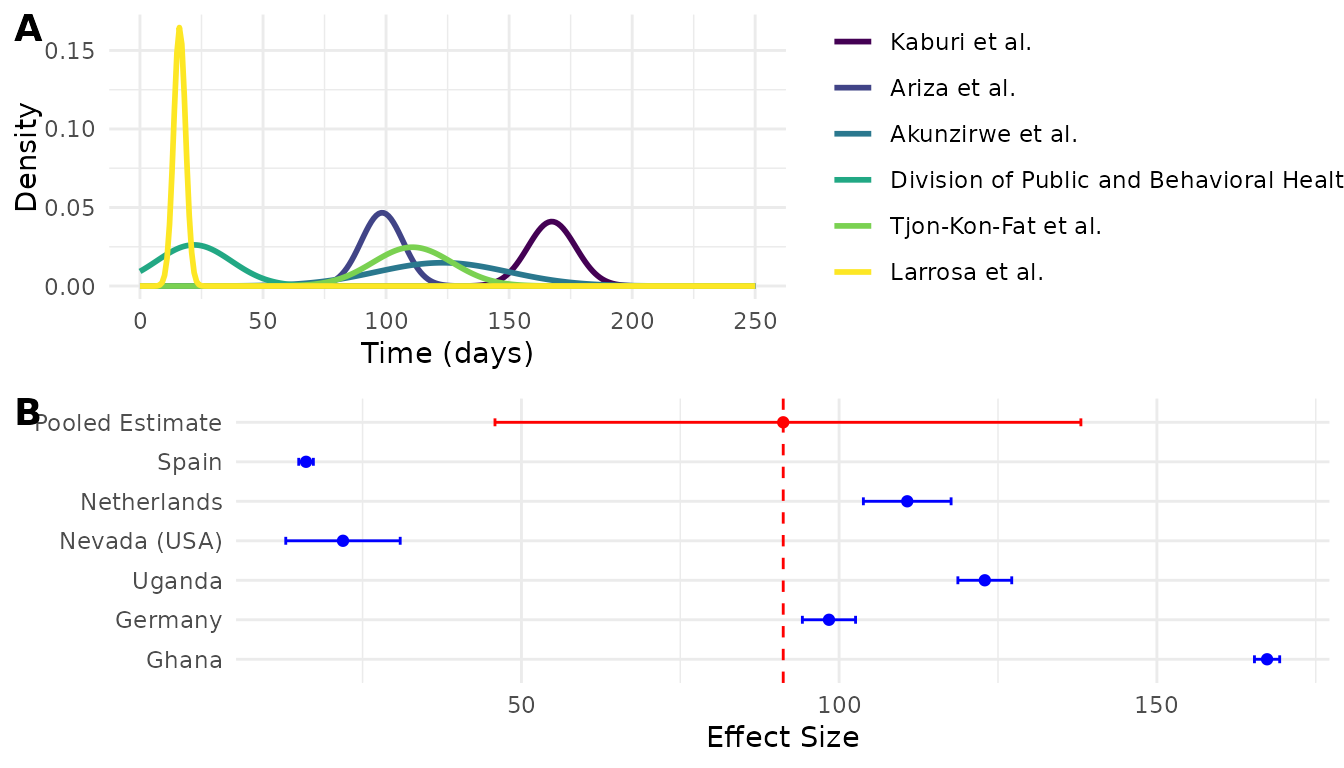 A
0.15
0.10
0.05
0.00
Density
0 50 100 150 200 250
Time (days)
Kaburi et al.
Ariza et al.
Akunzirwe et al.
Division of Public and Behavioral Healt
Tjon-Kon-Fat et al.
Larrosa et al.
B
Pooled Estimate
Spain
Netherlands
Nevada (USA)
Uganda
Germany
Ghana
50 100 150
Effect Size